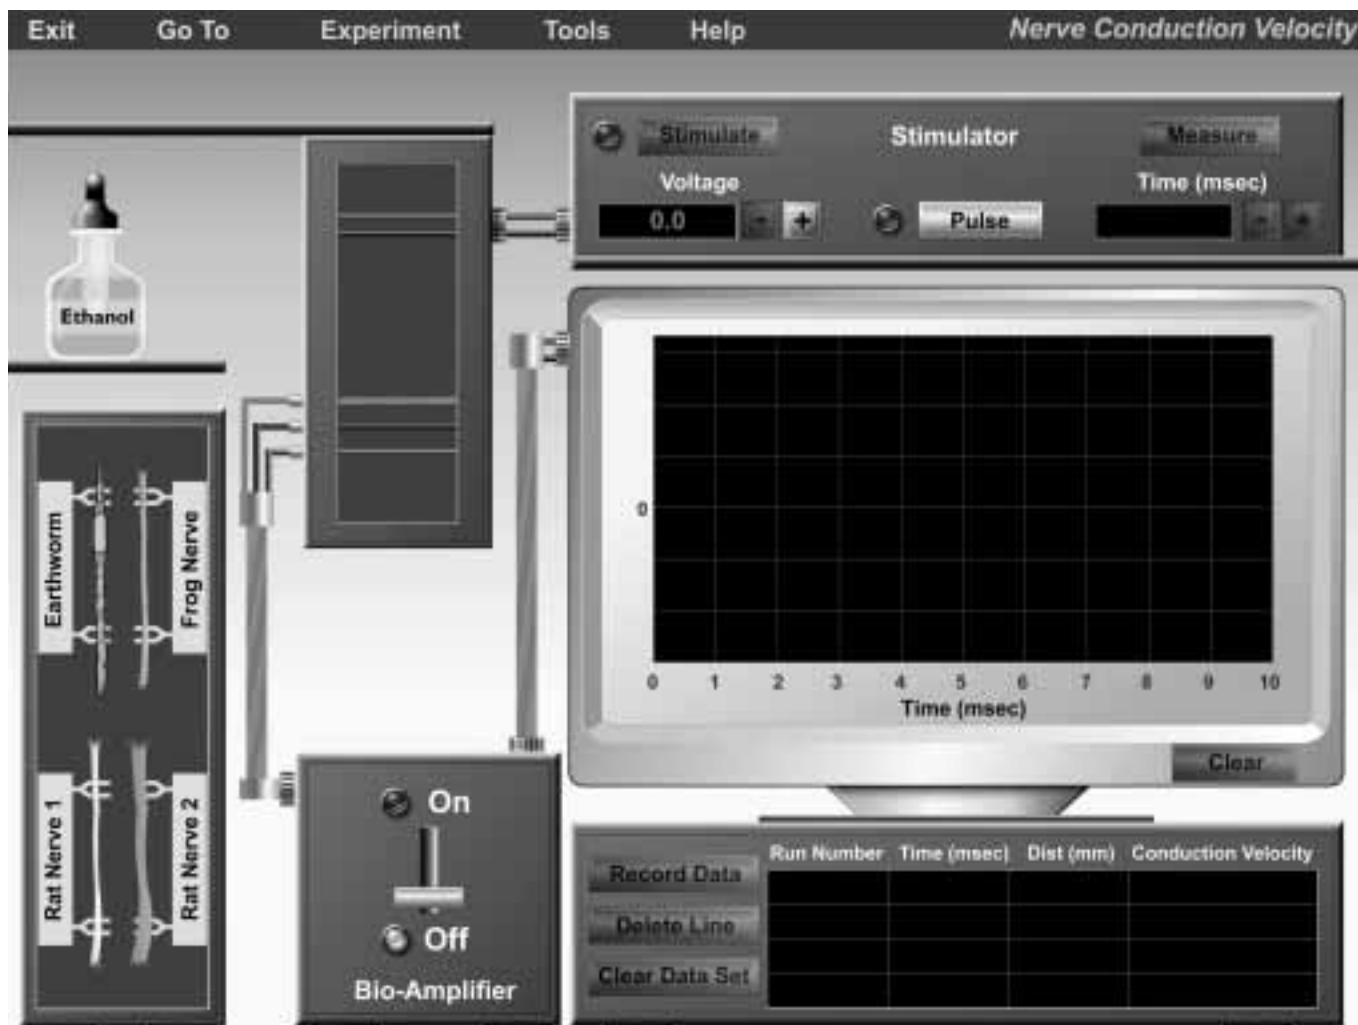 Exit Go To Experiment Tools Help Nerve Conduction Velocity
Stimulate Stimulator Measure
Voltage Time (msec)
0.0 - + Pulse - +
Ethanol
0
Earthworm
Frog Nerve
Rat Nerve 1
Rat Nerve 2
0 1 2 3 4 5 6 7 8 9 10
Time (msec)
Clear
On
Off
Bio-Amplifier
Run Number Time (msec) Dist (mm) Conduction Velocity
Record Data
Delete Line
Clear Data Set